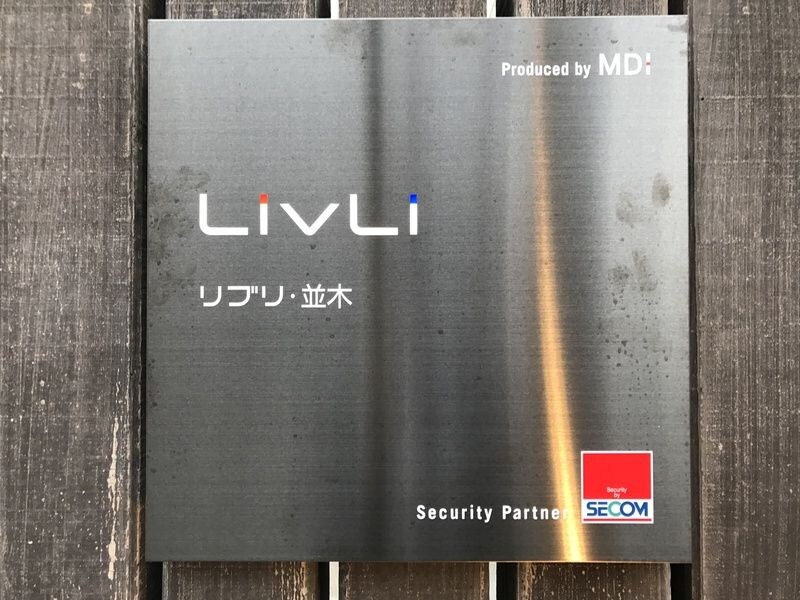 Produced by MDI
LivLi
リブリ・並木
Security Partner
Security
by
SECOM